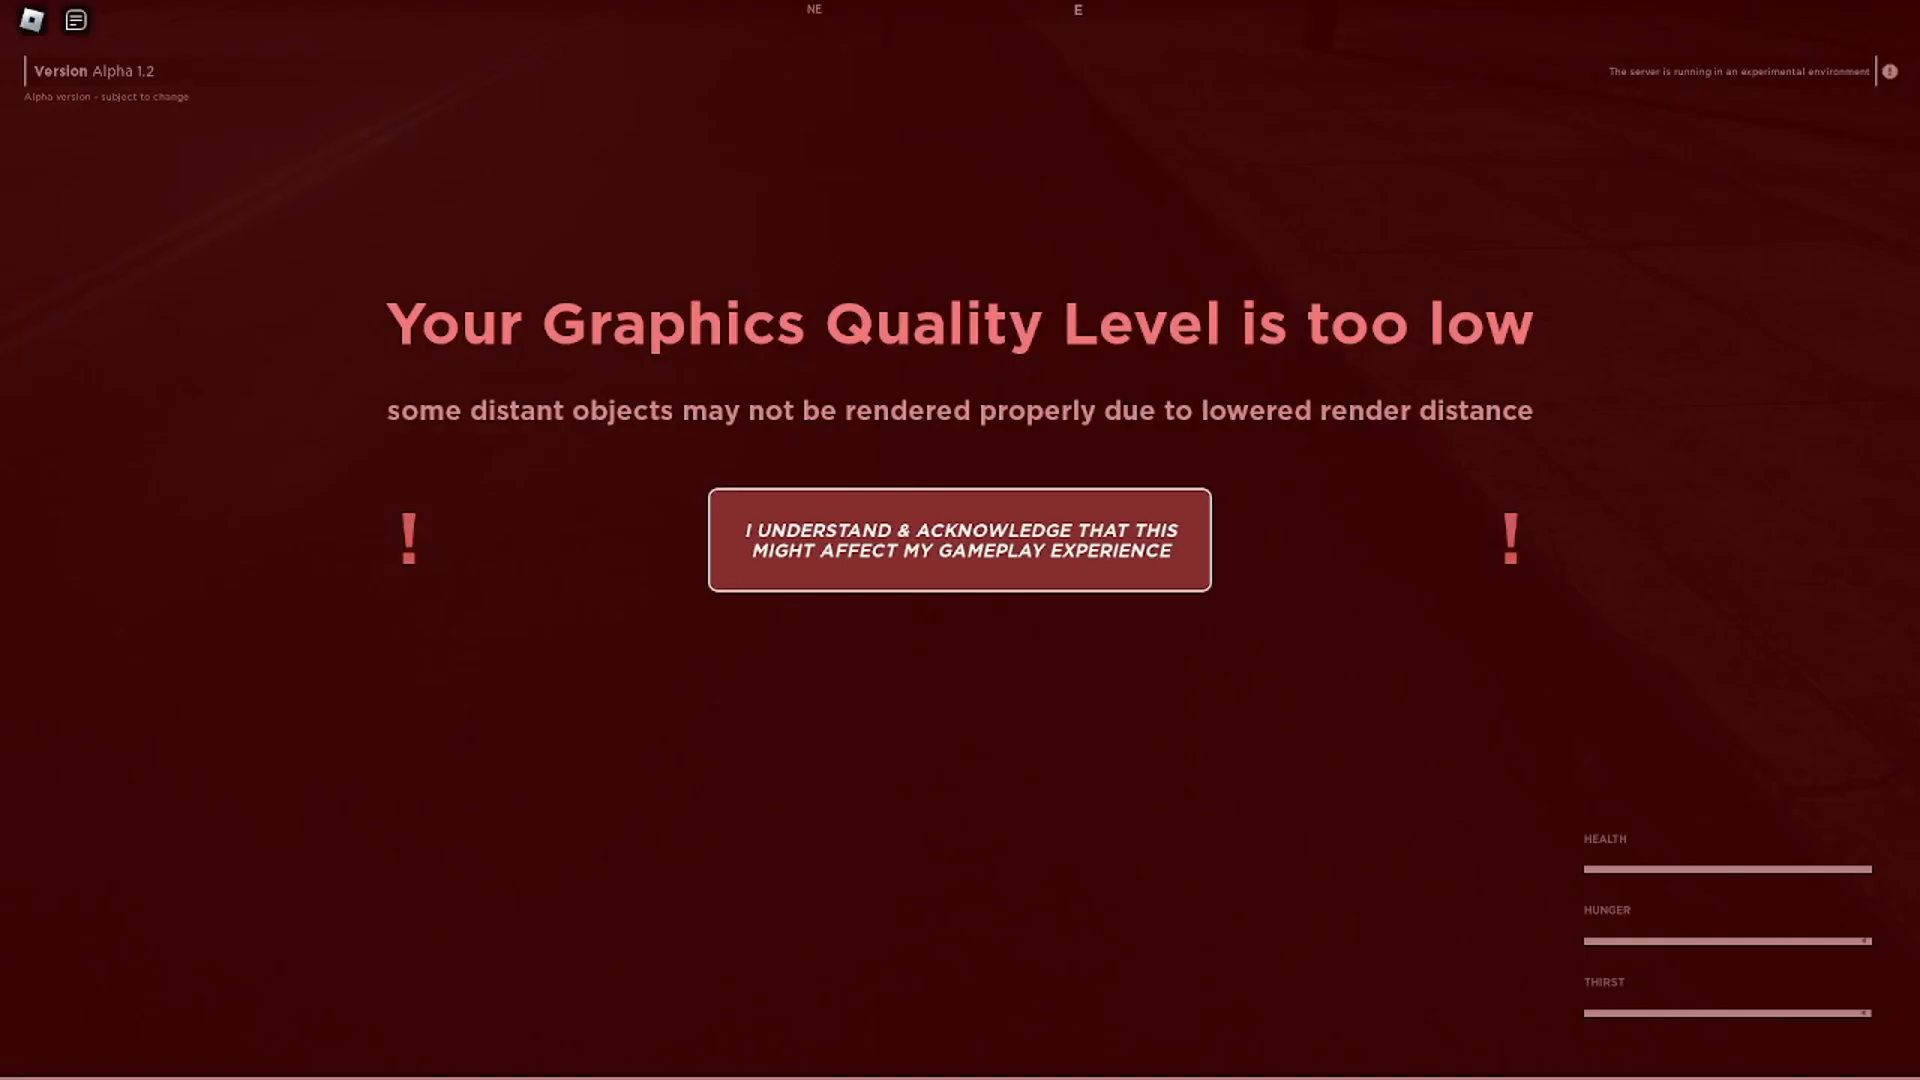 NE
E
Version Alpha 1.2
The server is running in an experimental environment
Alpha version - subject to change
Your Graphics Quality Level is too low
some distant objects may not be rendered properly due to lowered render distance
!
I UNDERSTAND & ACKNOWLEDGE THAT THIS
MIGHT AFFECT MY GAMEPLAY EXPERIENCE
!
HEALTH
HUNGER
THIRST